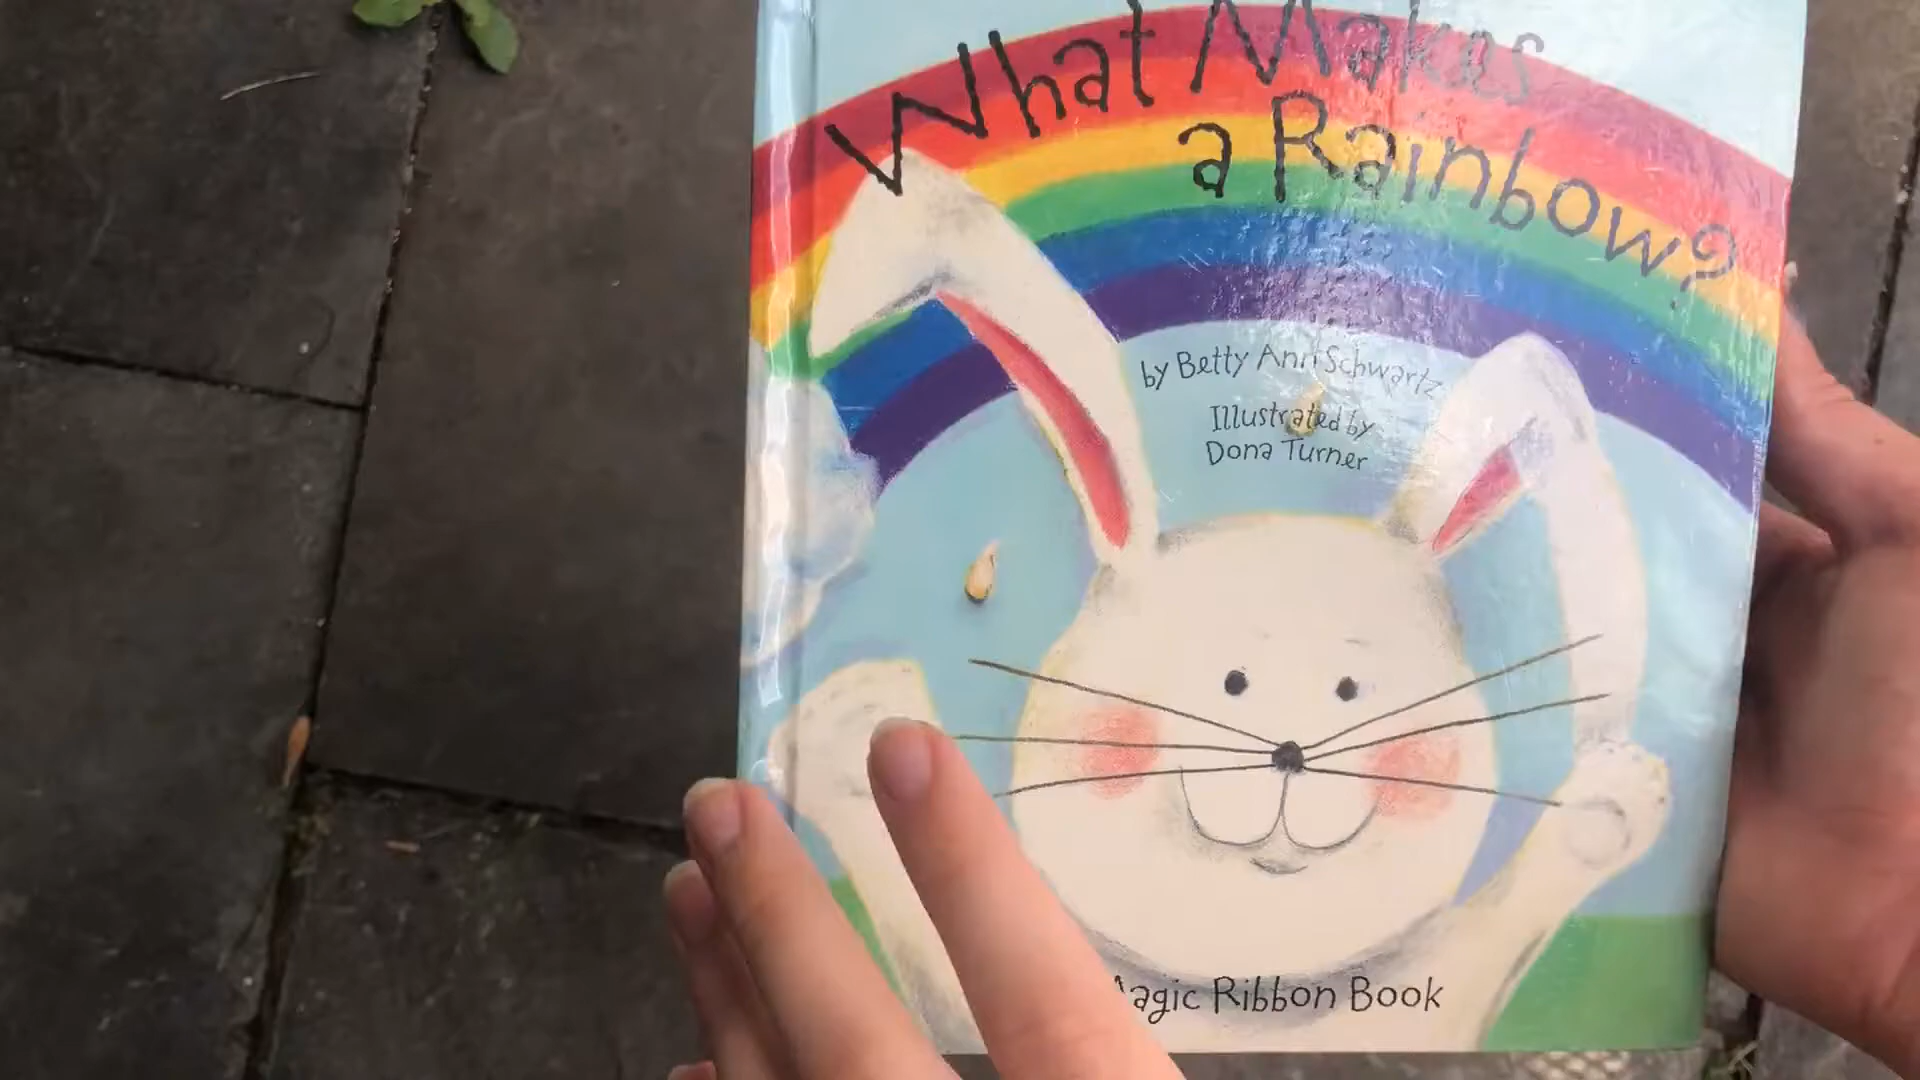 What Makes
a Rainbow?
by Betty Ann Schwartz
Illustrated by
Dona Turner
Magic Ribbon Book